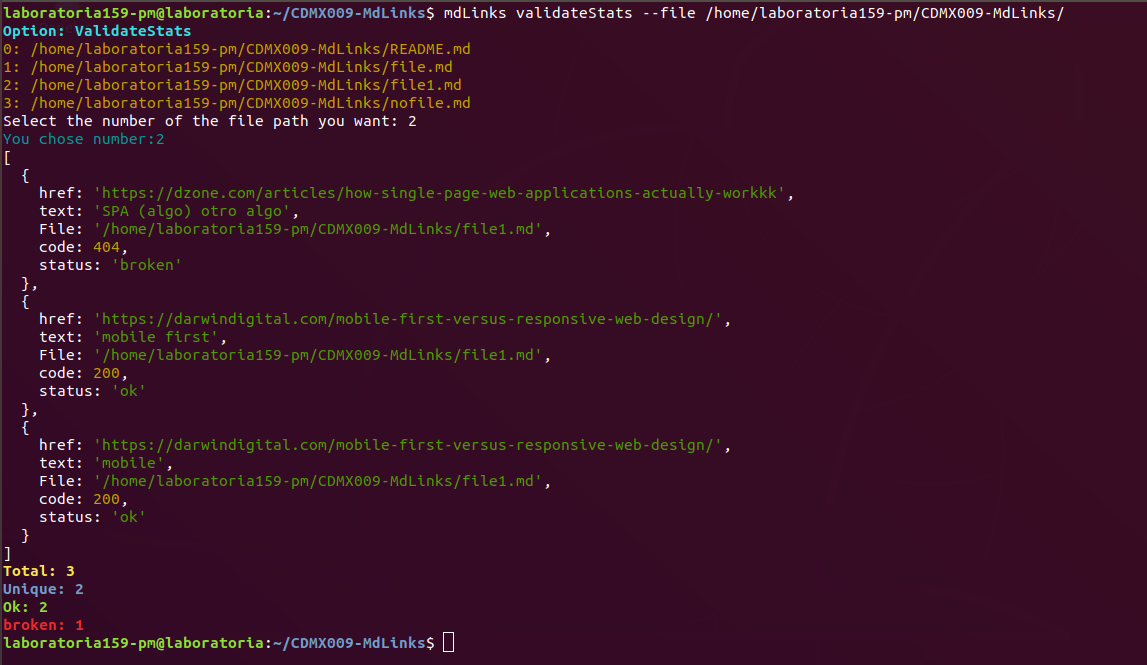 laboratoria159-pm@laboratoria:~/CDMX009-MdLinks$ mdLinks validateStats --file /home/laboratoria159-pm/CDMX009-MdLinks/
Option: ValidateStats
0: /home/laboratoria159-pm/CDMX009-MdLinks/README.md
1: /home/laboratoria159-pm/CDMX009-MdLinks/file.md
2: /home/laboratoria159-pm/CDMX009-MdLinks/file1.md
3: /home/laboratoria159-pm/CDMX009-MdLinks/nofile.md
Select the number of the file path you want: 2
You chose number:2
[
  {
    href: 'https://dzone.com/articles/how-single-page-web-applications-actually-workkk',
    text: 'SPA (algo) otro algo',
    File: '/home/laboratoria159-pm/CDMX009-MdLinks/file1.md',
    code: 404,
    status: 'broken'
  },
  {
    href: 'https://darwindigital.com/mobile-first-versus-responsive-web-design/',
    text: 'mobile first',
    File: '/home/laboratoria159-pm/CDMX009-MdLinks/file1.md',
    code: 200,
    status: 'ok'
  },
  {
    href: 'https://darwindigital.com/mobile-first-versus-responsive-web-design/',
    text: 'mobile',
    File: '/home/laboratoria159-pm/CDMX009-MdLinks/file1.md',
    code: 200,
    status: 'ok'
  }
]
Total: 3
Unique: 2
Ok: 2
broken: 1
laboratoria159-pm@laboratoria:~/CDMX009-MdLinks$